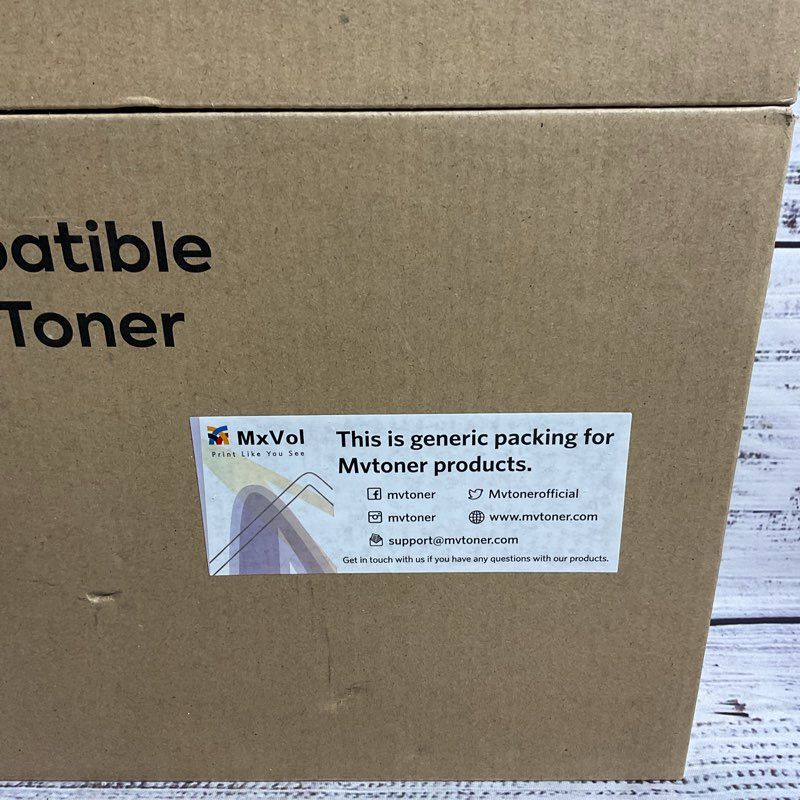 patible
Toner
MxVol
Print Like You See
This is generic packing for
Mvtoner products.
mvtoner
Mvtonerofficial
mvtoner
www.mvtoner.com
support@mvtoner.com
Get in touch with us if you have any questions with our products.